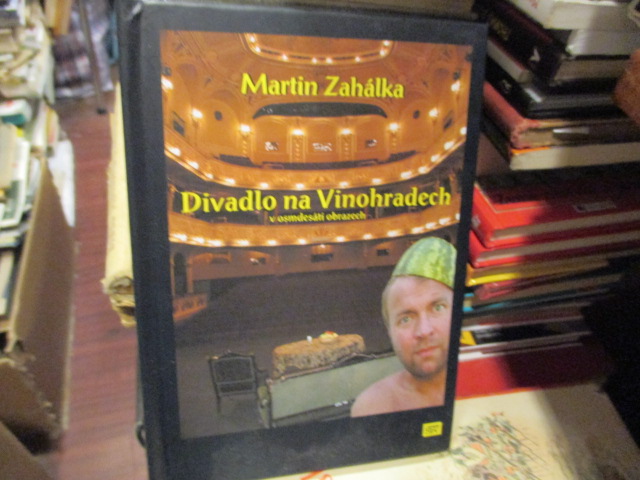 Martin Zahálka
Divadlo na Vinohradech
v osmdesáti obrazech